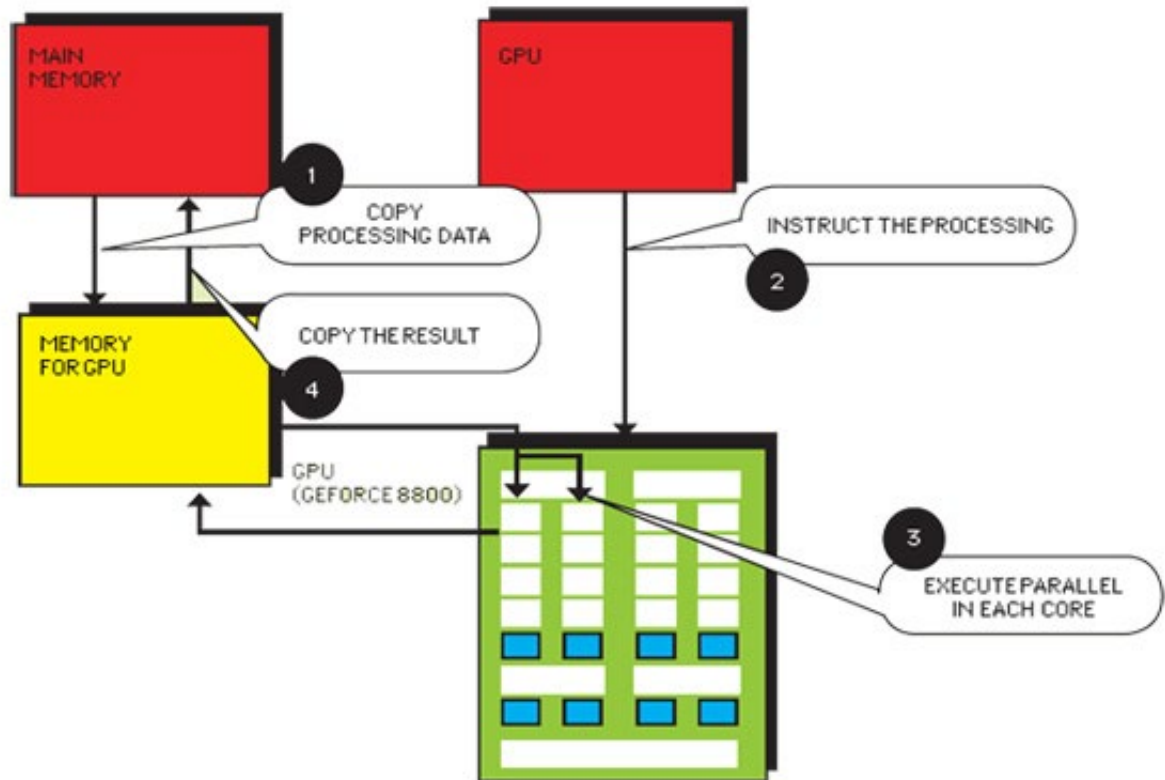 MAIN
MEMORY
GPU
1
COPY
PROCESSING DATA
INSTRUCT THE PROCESSING
2
COPY THE RESULT
4
MEMORY
FOR GPU
GPU
(GEFORCE 8800)
3
EXECUTE PARALLEL
IN EACH CORE